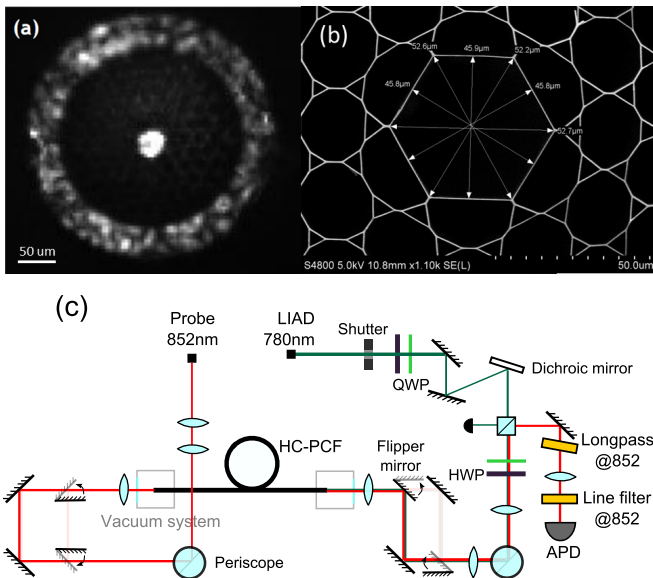 (a)
50 um
(b)
52.6μm
45.9μm
52.2μm
45.8μm
45.8μm
52.7μm
S4800 5.0kV 10.8mm x1.10k SE(L)
50.0μm
(c)
Probe
852nm
LIAD
780nm
Shutter
QWP
Dichroic mirror
HC-PCF
Flipper
mirror
HWP
Longpass
@852
Line filter
@852
APD
Vacuum system
Periscope